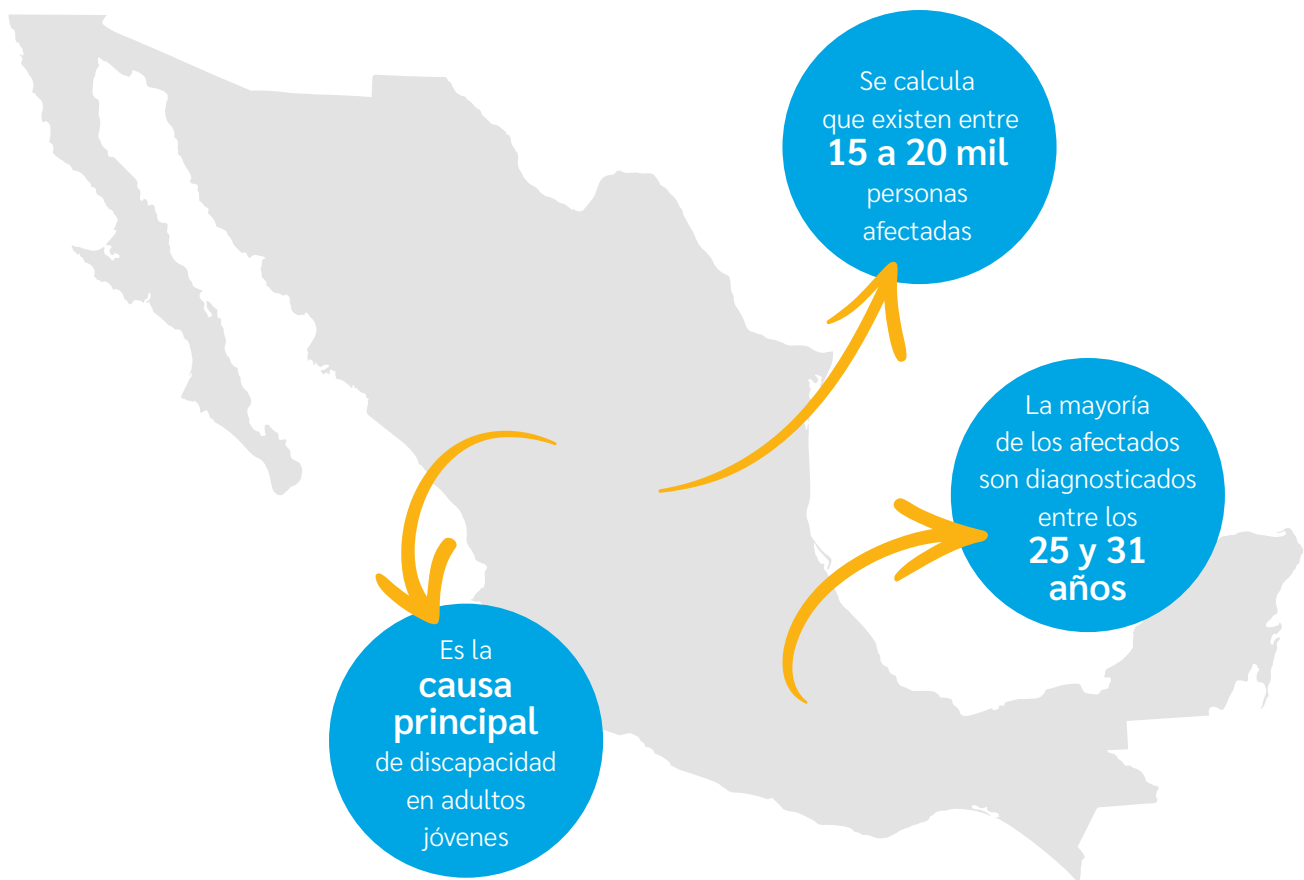 Se calcula
que existen entre
15 a 20 mil
personas
afectadas
La mayoría
de los afectados
son diagnosticados
entre los
25 y 31
años
Es la
causa
principal
de discapacidad
en adultos
jóvenes